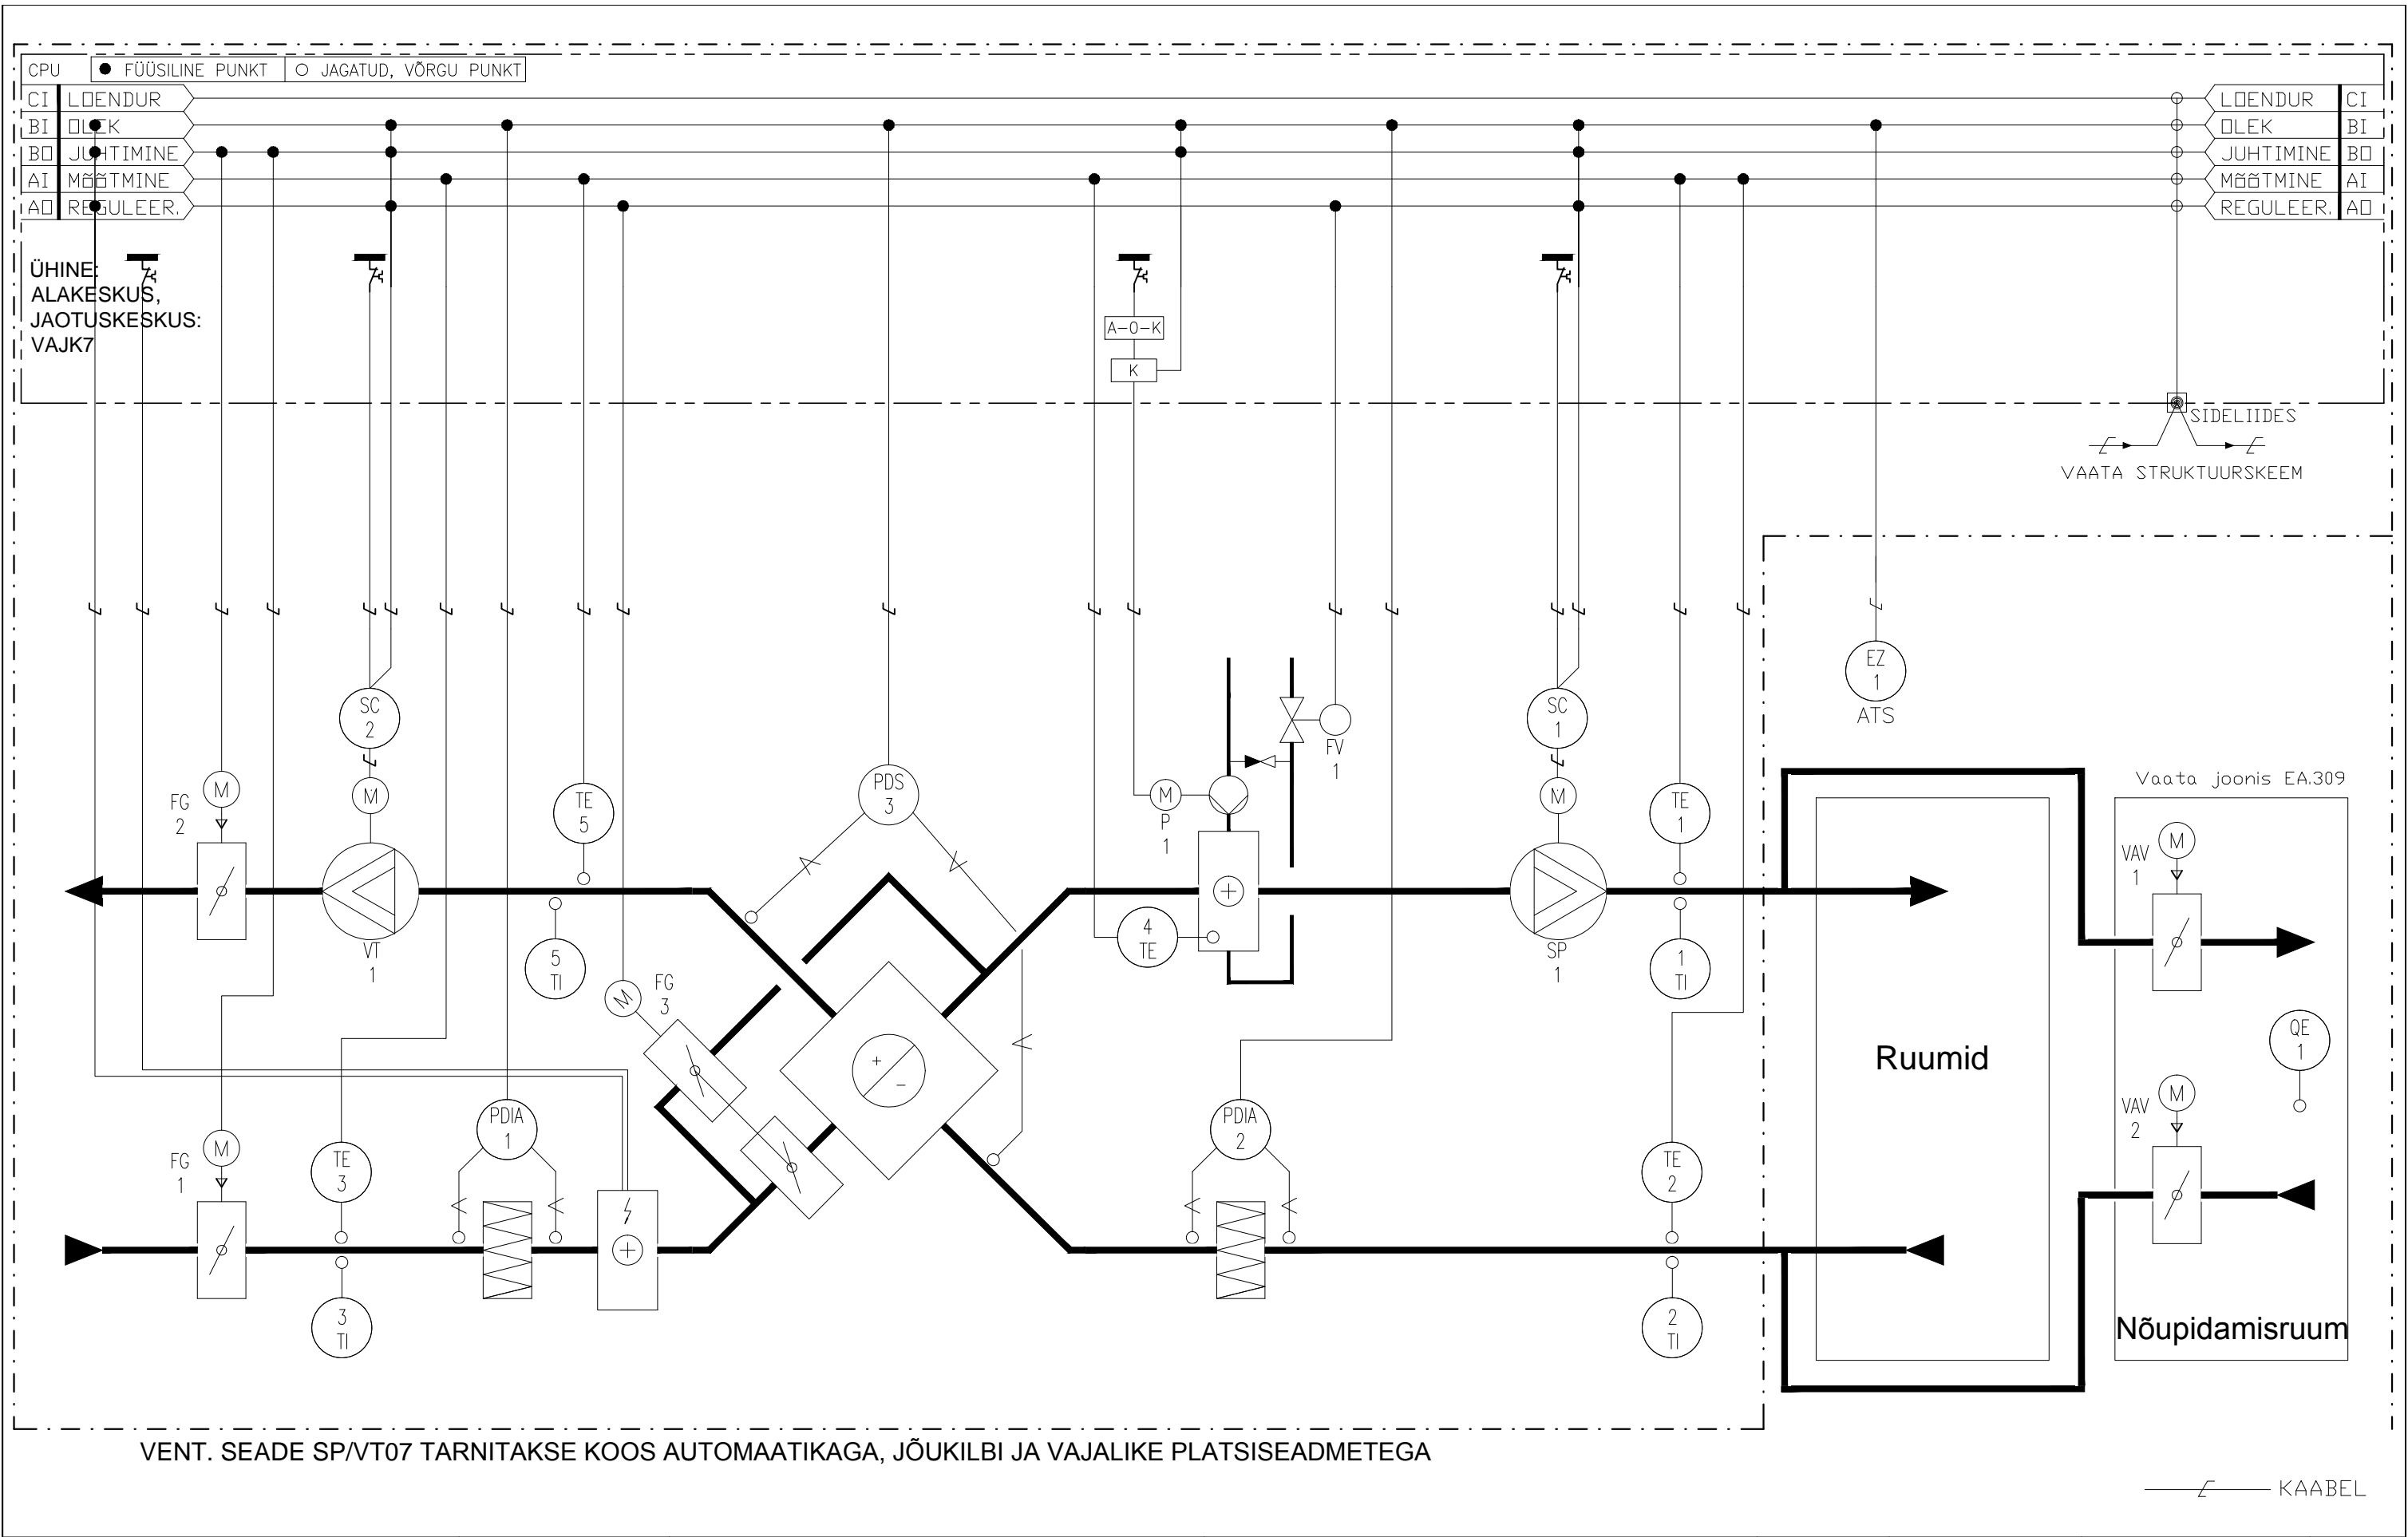 CPU
FÜÜSILINE PUNKT
JAGATUD, VÕRGU PUNKT
CI LOENDUR
LOENDUR CI
BI OLEK
OLEK BI
BO JUHTIMINE
JUHTIMINE BO
AI MÕÕTMINE
MÕÕTMINE AI
AO REGULEER.
REGULEER. AO
ÜHINE:
ALAKESKUS,
JAOTUSKESKUS:
VAJK7
A-0-K
K
SIDELIIDES
VAATA STRUKTUURSKEEM
EZ
1
ATS
SC
2
SC
1
FV
1
M
FG
2
M
VT
1
TE
5
5
TI
PDS
3
M
P
1
4
TE
M
SP
1
TE
1
1
TI
Vaata joonis EA.309
M
VAV
1
QE
1
M
VAV
2
Ruumid
Nõupidamisruum
M
FG
3
+
-
+
M
FG
1
TE
3
3
TI
PDIA
1
+
PDIA
2
TE
2
2
TI
VENT. SEADE SP/VT07 TARNITAKSE KOOS AUTOMAATIKAGA, JÕUKILBI JA VAJALIKE PLATSISEADMETEGA
KAABEL